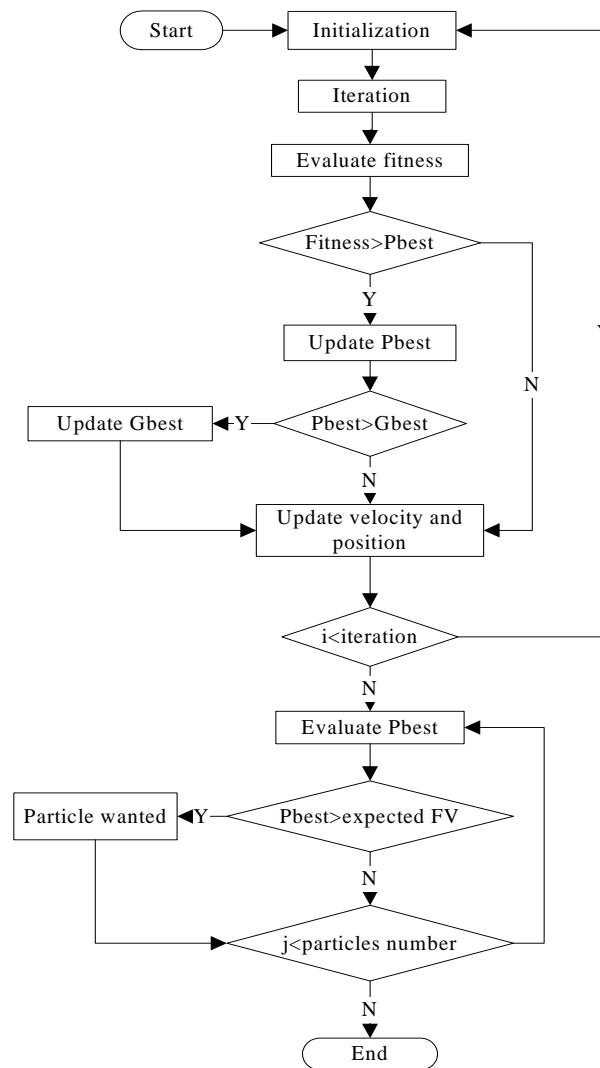 Start
Initialization
Iteration
Evaluate fitness
Fitness>Pbest
Y
Update Pbest
N
Update Gbest
Y
Pbest>Gbest
N
Update velocity and
position
i<iteration
N
Evaluate Pbest
Particle wanted
Y
Pbest>expected FV
N
j<particles number
N
End